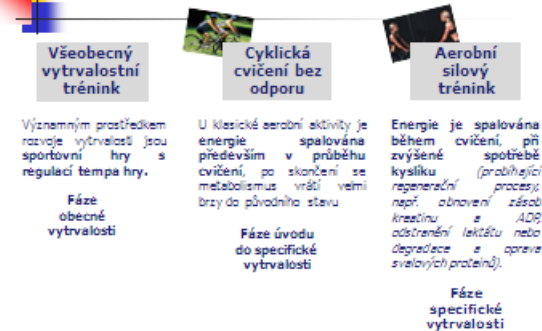 Všeobecný
vytrvalostní
trénink
Významným prostředkem
rozvoje vytrvalosti jsou
sportovní hry s
regulací tempa hry.
Fáze
obecné
vytrvalosti
Cyklická
cvičení bez
odporu
U klasické aerobní aktivity je
energie spalována
především v průběhu
cvičení, po skončení se
metabolismus vrátí velmi
brzy do původního stavu
Fáze úvodu
do specifické
vytrvalosti
Aerobní
silový
trénink
Energie je spalována
během cvičení, při
zvýšené spotřebě
kyslíku (probíhající
regenerační procesy,
např. obnovení zásob
kreatinu a ADP,
odstranění laktátu nebo
degradace a oprava
svalových proteinů).
Fáze
specifické
vytrvalosti